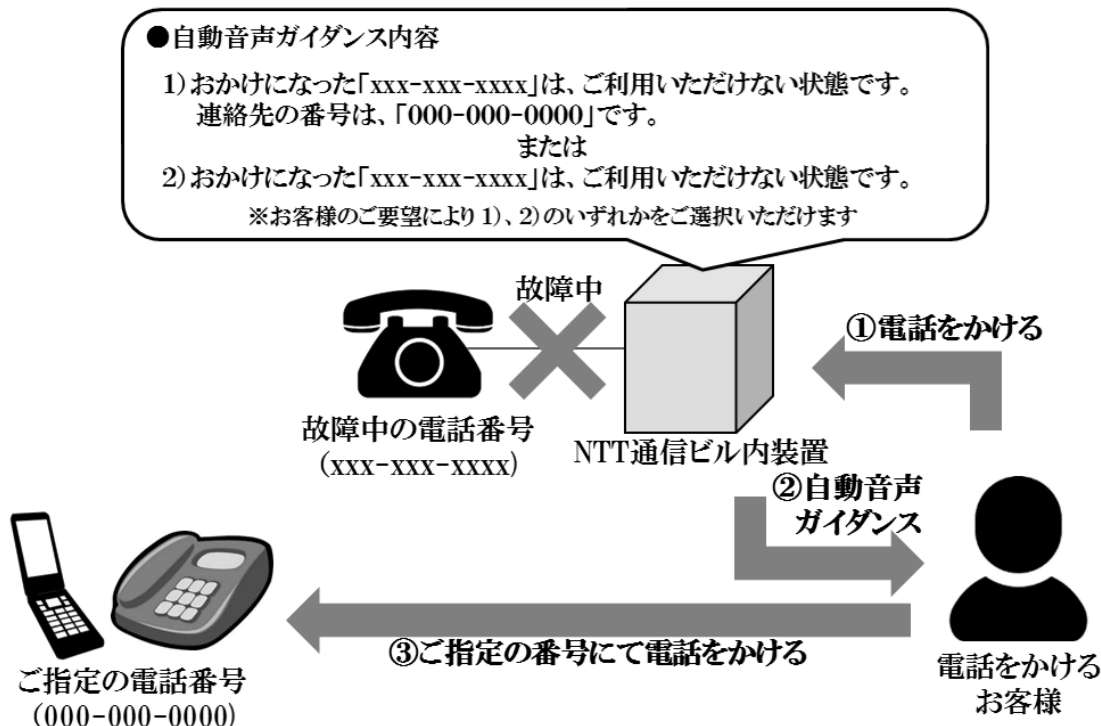 ●自動音声ガイダンス内容
1)おかけになった「xxx-xxx-xxxx」は、ご利用いただけない状態です。
連絡先の番号は、「000-000-0000」です。
または
2)おかけになった「xxx-xxx-xxxx」は、ご利用いただけない状態です。
※お客様のご要望により1)、2)のいずれかをご選択いただけます
故障中
①電話をかける
故障中の電話番号
(xxx-xxx-xxxx)
NTT通信ビル内装置
②自動音声
ガイダンス
③ご指定の番号にて電話をかける
ご指定の電話番号
(000-000-0000)
電話をかける
お客様